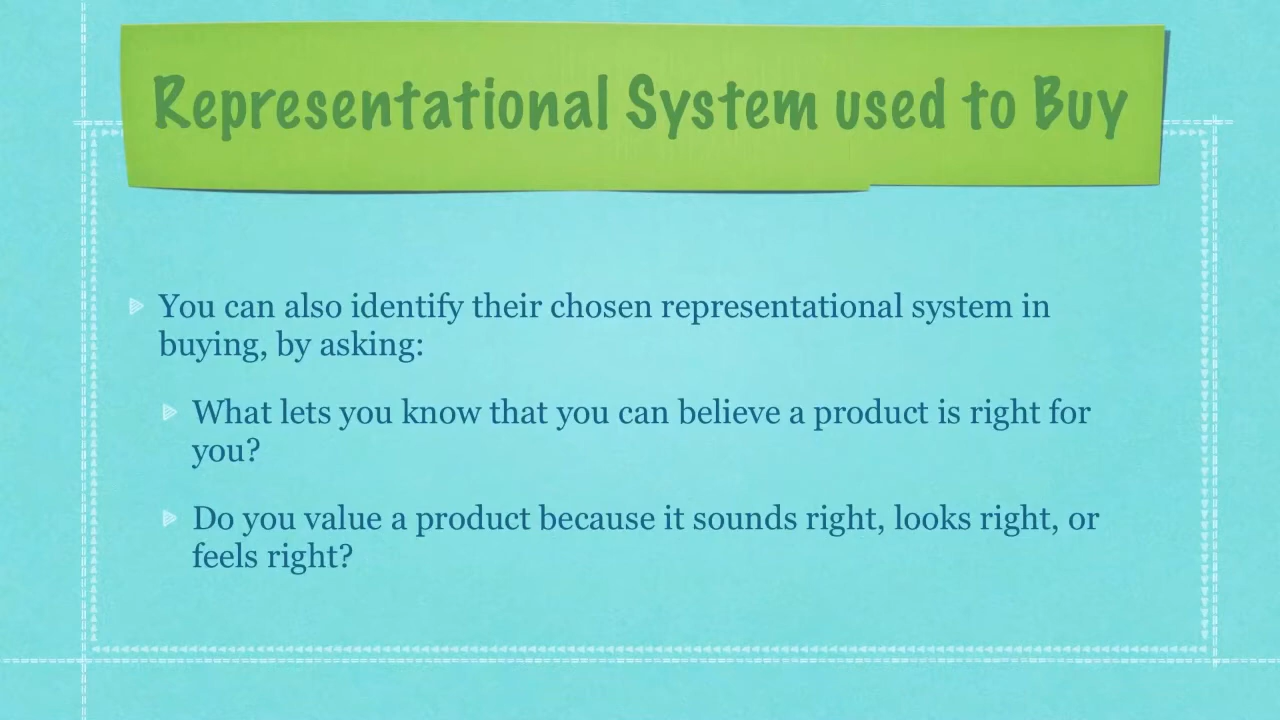 Representational System used to Buy
You can also identify their chosen representational system in
buying, by asking:
What lets you know that you can believe a product is right for
you?
Do you value a product because it sounds right, looks right, or
feels right?